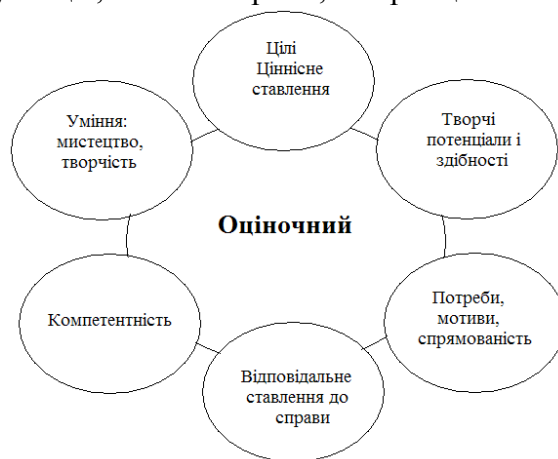 Цілі
Ціннісне
ставлення
Уміння:
мистецтво,
творчість
Творчі
потенціали і
здібності
Оціночний
Компетентність
Потреби,
мотиви,
спрямованість
Відповідальне
ставлення до
справи